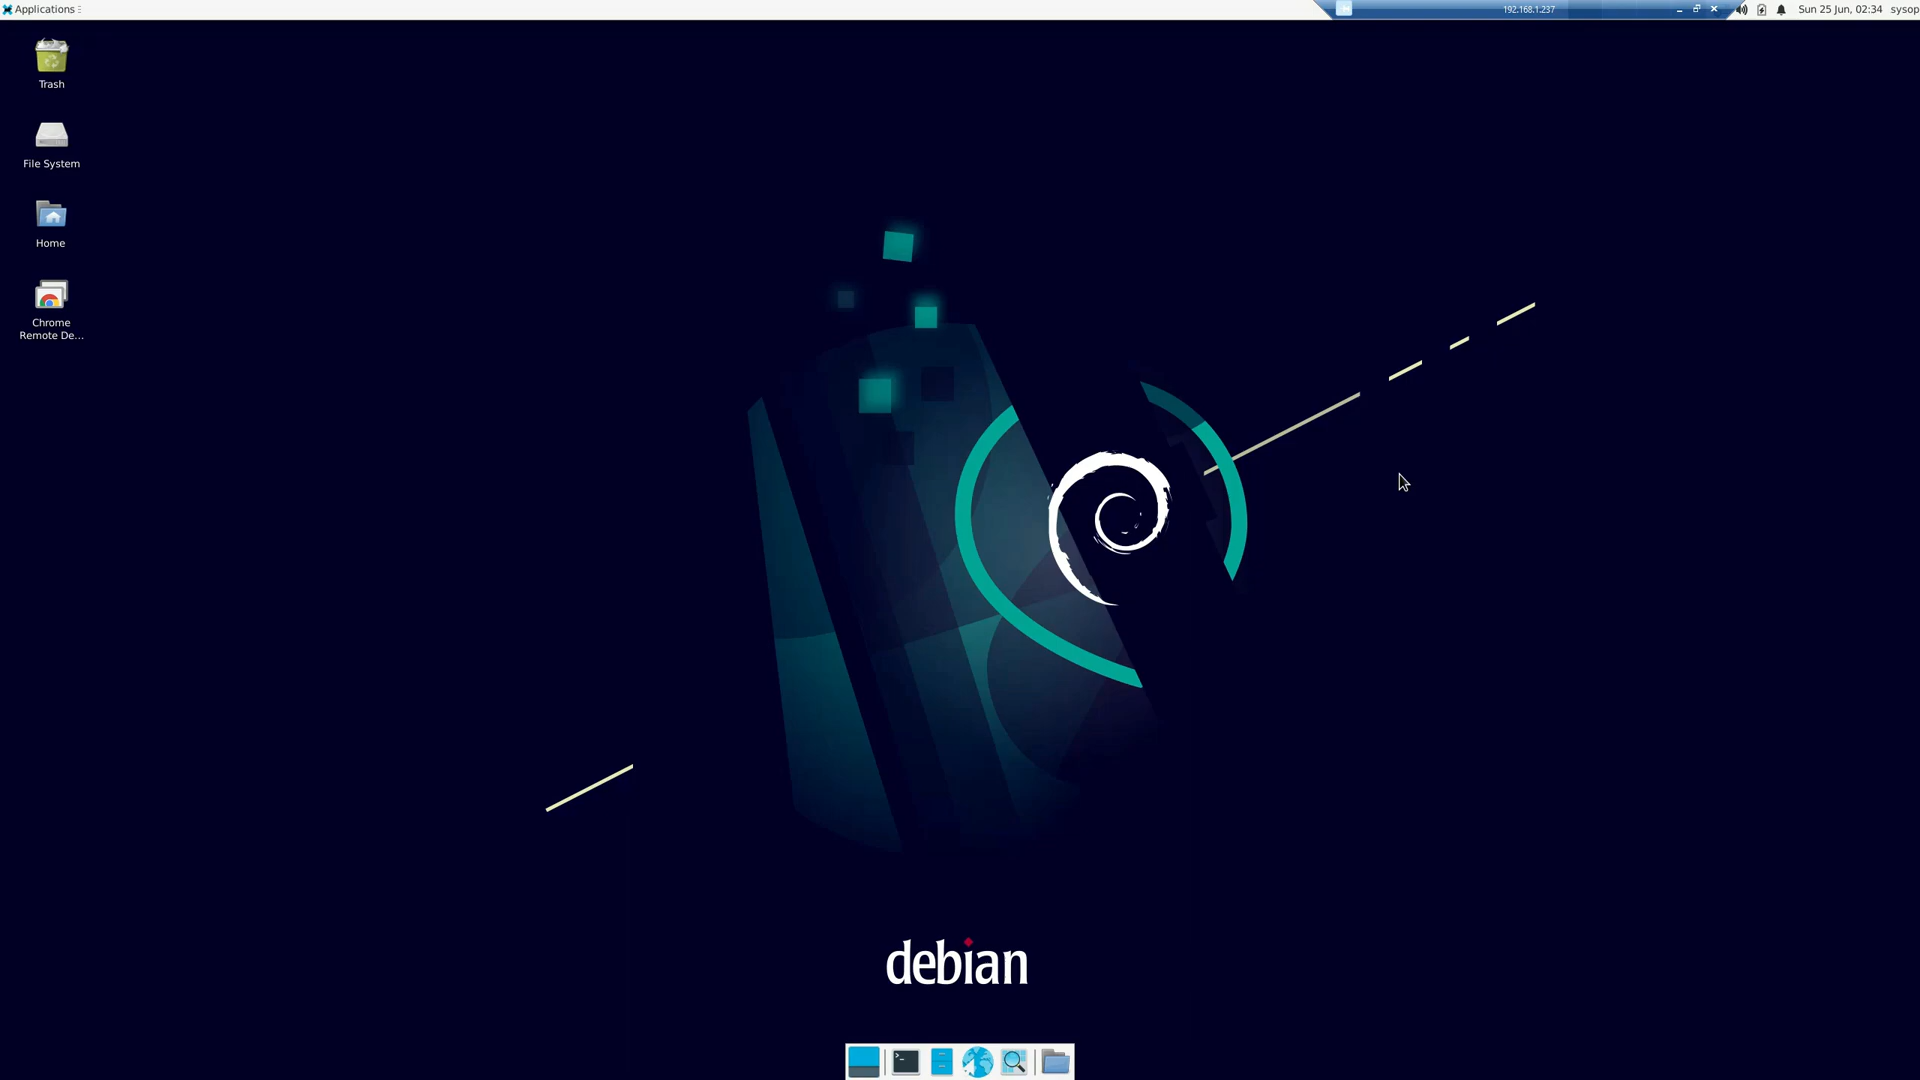 Applications
192.168.1.237
Sun 25 Jun, 02:34 sysop
Trash
File System
Home
Chrome
Remote De...
debian